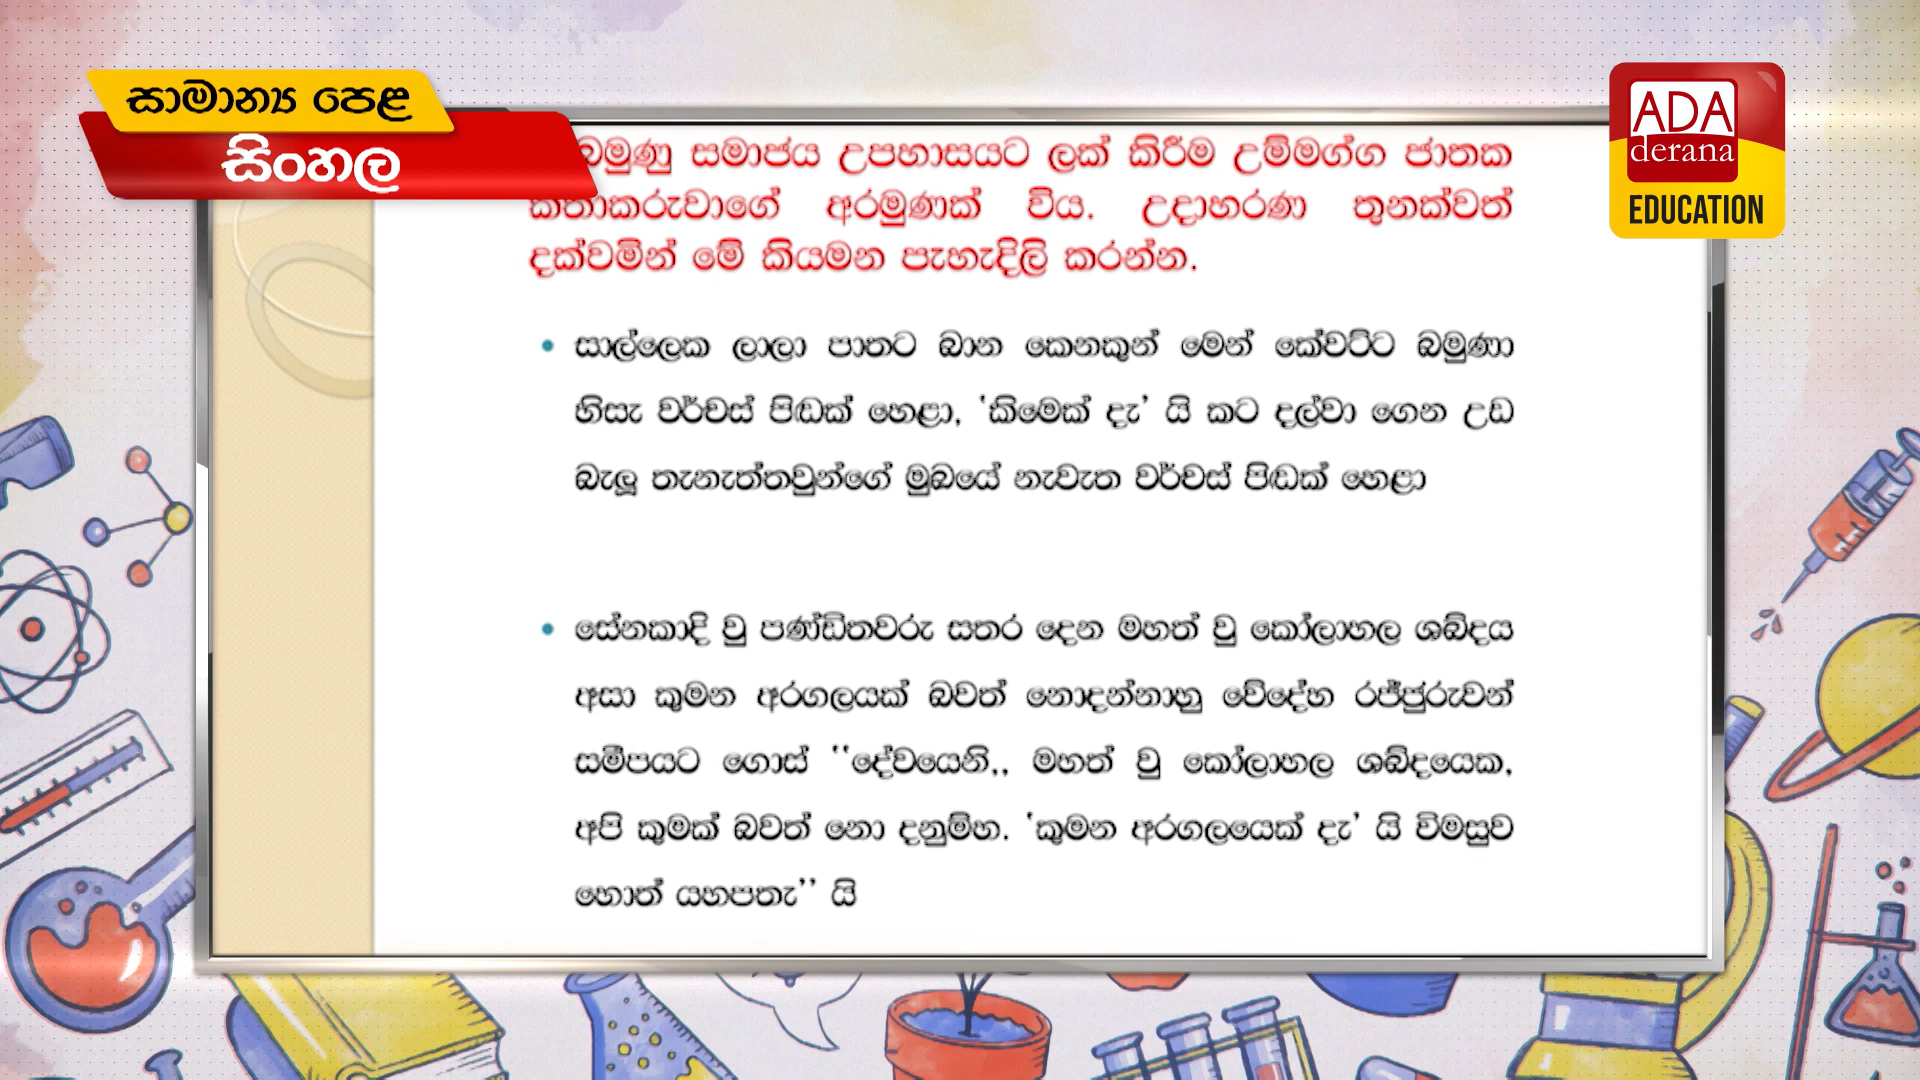 සාමාන්‍ය පෙළ
සිංහල
ADA
derana
EDUCATION
බමුණු සමාජය උපහාසයට ලක් කිරීම උම්මග්ග ජාතක
කතාකරුවාගේ අරමුණක් විය. උදාහරණ තුනක්වත්
දක්වමින් මේ කියමන පැහැදිලි කරන්න.
• සාල්ලෙක ලාලා පාතට බාන කෙනකුන් මෙන් කේවට්ට බමුණා
හිසැ වර්චස් පිඬක් හෙළා, ‘කිමෙක් දැ’ යි කට දල්වා ගෙන උඩ
බැලූ තැනැත්තවුන්ගේ මුඛයේ නැවැත වර්චස් පිඬක් හෙළා
• සේනකාදි වු පණ්ඩිතවරු සතර දෙන මහත් වු කෝලාහල ශබ්දය
අසා කුමන අරගලයක් බවත් නොදන්නාහු වේදේහ රජ්ජුරුවන්
සමීපයට ගොස් ‘‘දේවයෙනි,, මහත් වු කෝලාහල ශබ්දයෙක,
අපි කුමක් බවත් නො දනුම්හ. ‘කුමන අරගලයෙක් දැ’ යි විමසුව
හොත් යහපතැ’’ යි